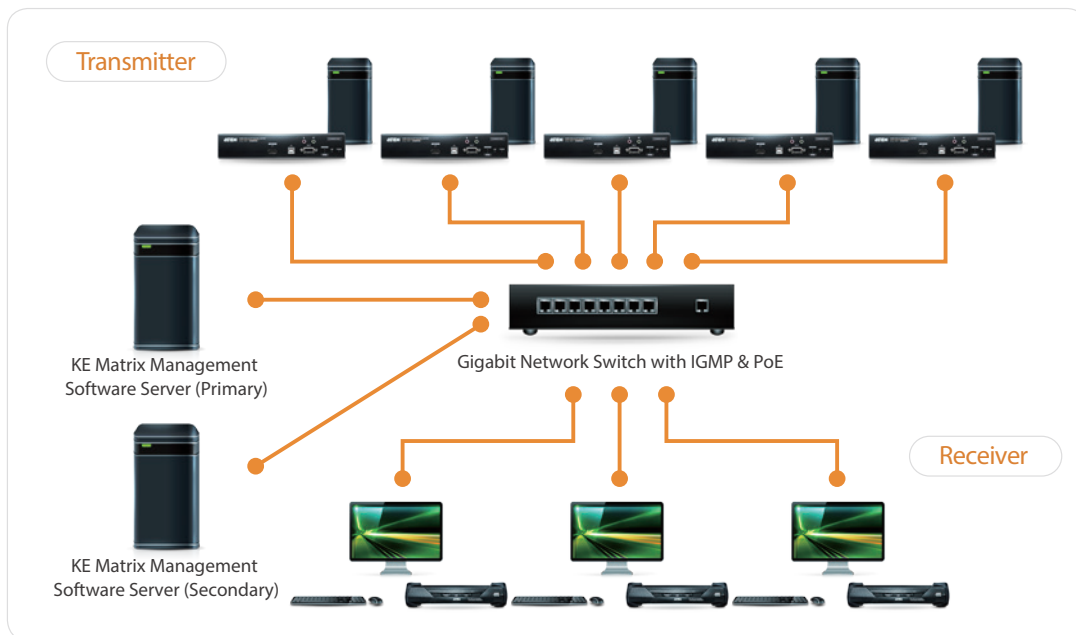 Transmitter
KE Matrix Management
Software Server (Primary)
Gigabit Network Switch with IGMP & PoE
Receiver
KE Matrix Management
Software Server (Secondary)